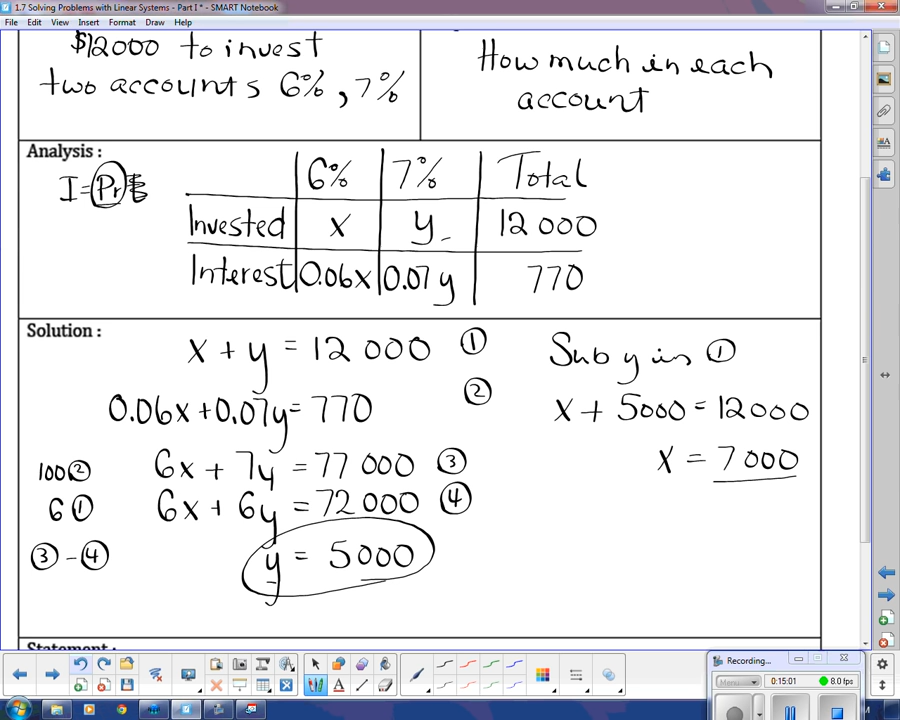 1.7 Solving Problems with Linear Systems - Part I * - SMART Notebook
File Edit View Insert Format Draw Help
$12000 to invest
two accounts 6%, 7%
How much in each
account
Analysis :
I = Pr
6% 7% Total
Invested x y 12 000
Interest 0.06x 0.07y 770
Solution :
x + y = 12 000 ①
0.06x + 0.07y = 770 ②
100② 6x + 7y = 77 000 ③
6① 6x + 6y = 72 000 ④
③ - ④ y = 5000
Sub y in ①
x + 5000 = 12000
x = 7000
Statement :
Recording...
Menu
0:15:01 8.0 fps